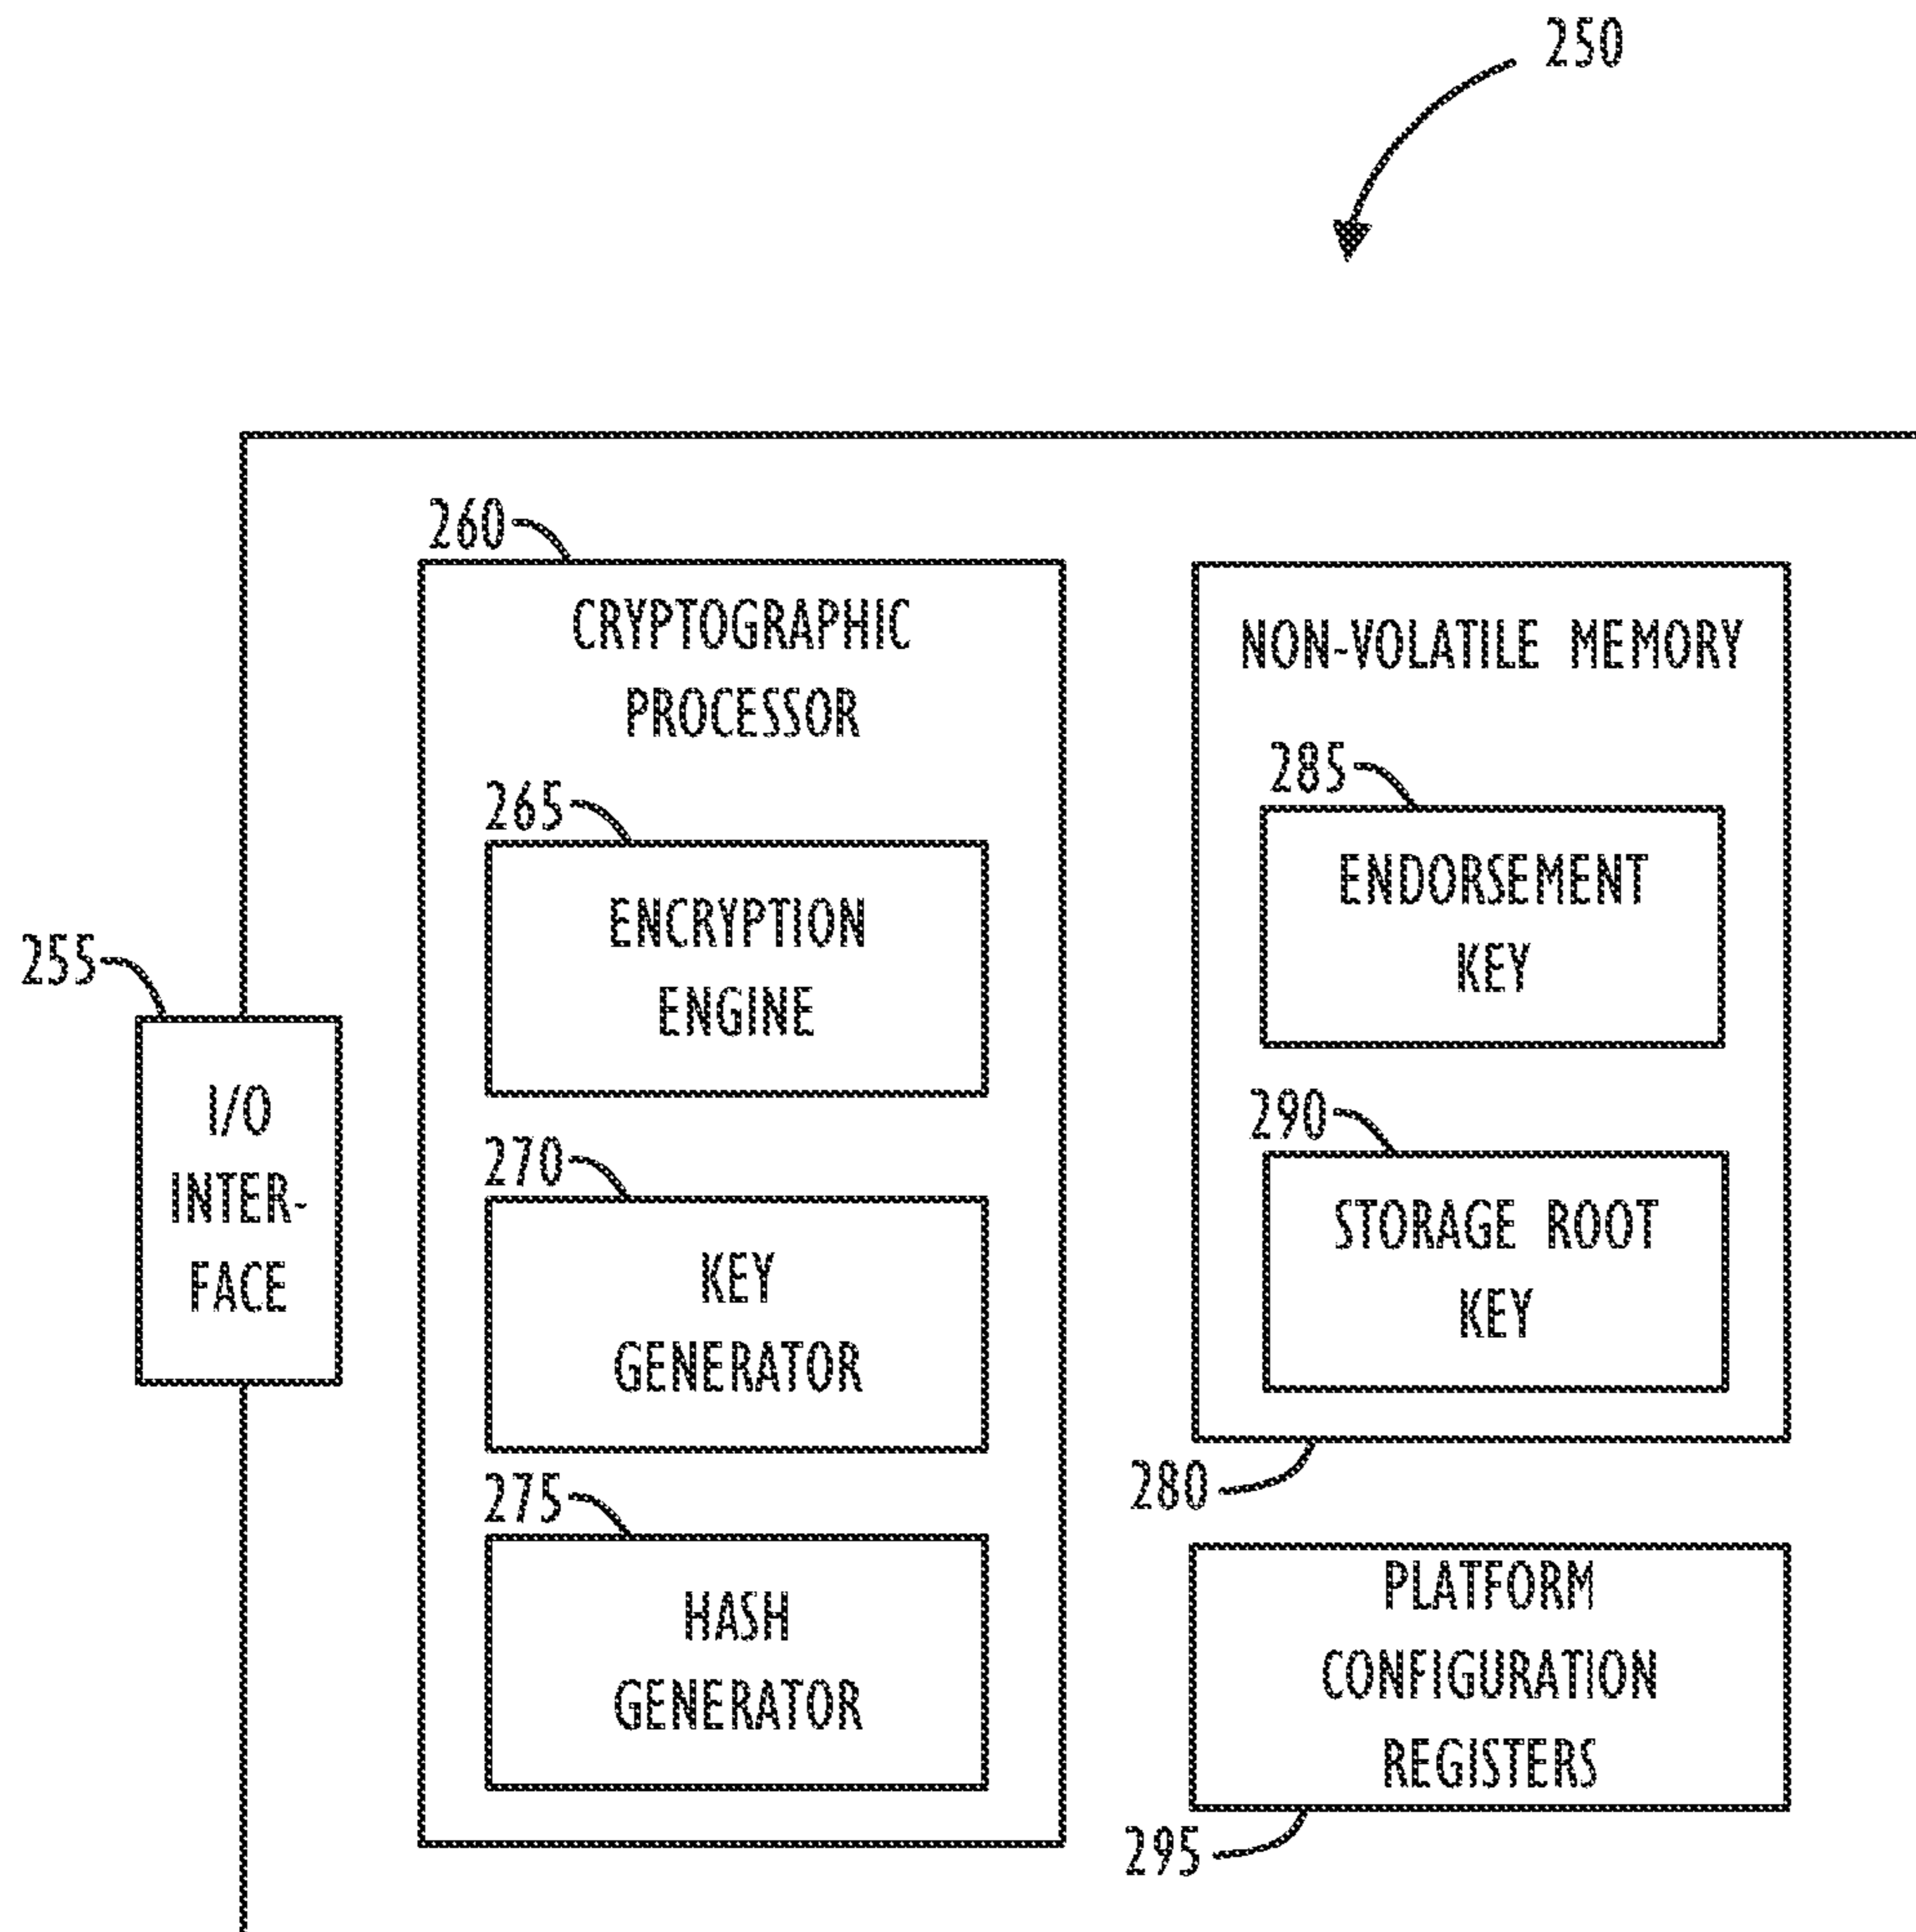 250
260
CRYPTOGRAPHIC
PROCESSOR
265
ENCRYPTION
ENGINE
270
KEY
GENERATOR
275
HASH
GENERATOR
255
I/O
INTER-
FACE
NON-VOLATILE MEMORY
285
ENDORSEMENT
KEY
290
STORAGE ROOT
KEY
280
PLATFORM
CONFIGURATION
REGISTERS
295